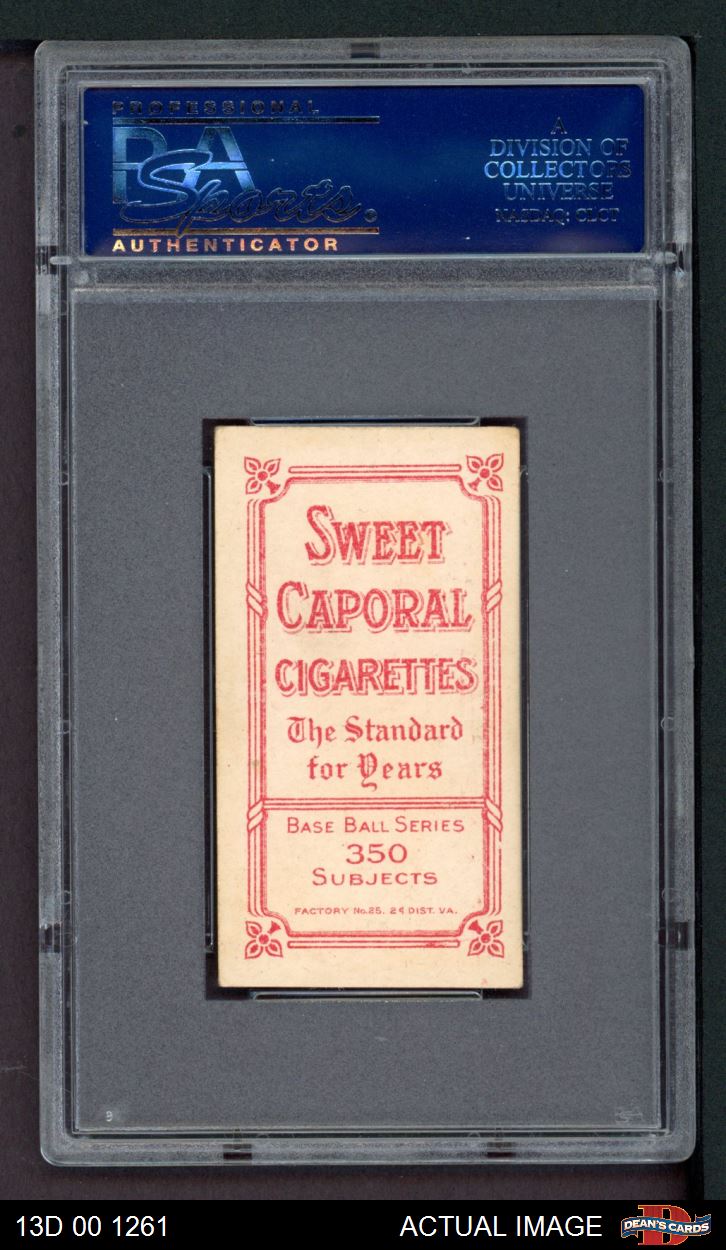 PROFESSIONAL
PSA
Sports
AUTHENTICATOR
A
DIVISION OF
COLLECTORS
UNIVERSE
NASDAQ: CLCT
SWEET
CAPORAL
CIGARETTES
The Standard
for Years
BASE BALL SERIES
350
SUBJECTS
FACTORY No. 25. 2d DIST. VA.
13D 00 1261
ACTUAL IMAGE
DEAN'S CARDS